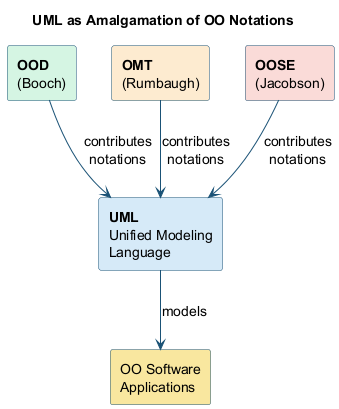 UML as Amalgamation of OO Notations
OOD
(Booch)
OMT
(Rumbaugh)
OOSE
(Jacobson)
contributes
notations
contributes
notations
contributes
notations
UML
Unified Modeling
Language
models
OO Software
Applications